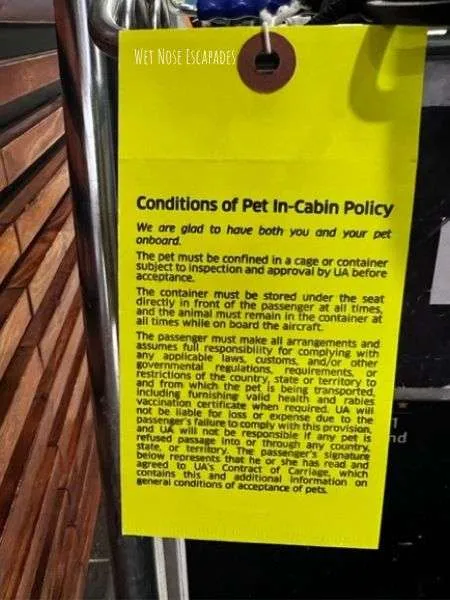 Wet Nose Escapades
Conditions of Pet In-Cabin Policy
We are glad to have both you and your pet
onboard.
The pet must be confined in a cage or container
subject to inspection and approval by UA before
acceptance.
The container must be stored under the seat
directly in front of the passenger at all times,
and the animal must remain in the container at
all times while on board the aircraft.
The passenger must make all arrangements and
assumes full responsibility for complying with
any applicable laws, customs, and/or other
governmental regulations, requirements, or
restrictions of the country, state or territory to
and from which the pet is being transported,
including furnishing valid health and rabies
vaccination certificate when required. UA will
not be liable for loss or expense due to the
passenger's failure to comply with this provision,
and UA will not be responsible if any pet is
refused passage into or through any country,
state, or territory. The passenger's signature
below represents that he or she has read and
agreed to UA's Contract of Carriage, which
contains this and additional information on
general conditions of acceptance of pets.